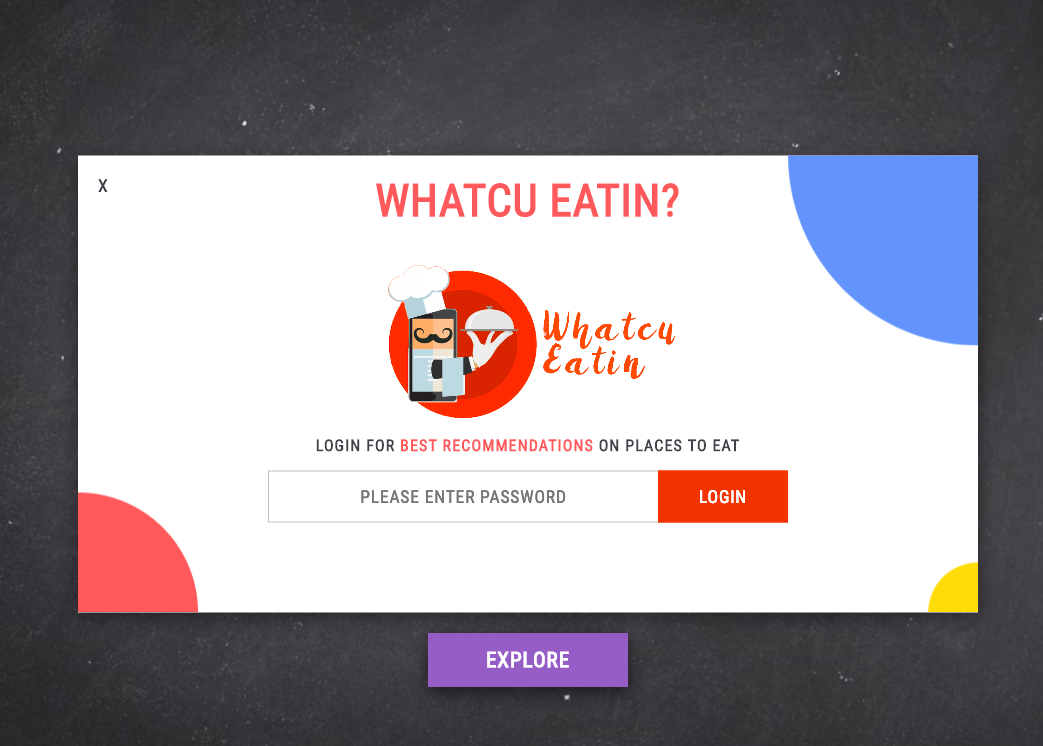 X
WHATCU EATIN?
Whatcu
Eatin
LOGIN FOR BEST RECOMMENDATIONS ON PLACES TO EAT
PLEASE ENTER PASSWORD
LOGIN
EXPLORE